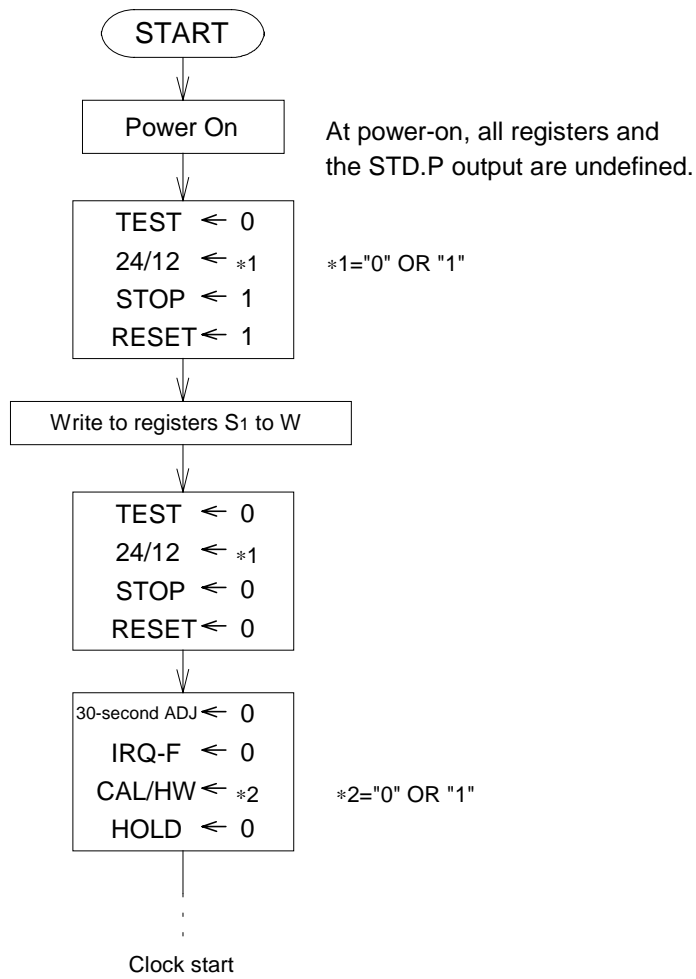 START
Power On
At power-on, all registers and
the STD.P output are undefined.
TEST ← 0
24/12 ← *1
*1="0" OR "1"
STOP ← 1
RESET ← 1
Write to registers S1 to W
TEST ← 0
24/12 ← *1
STOP ← 0
RESET ← 0
30-second ADJ ← 0
IRQ-F ← 0
CAL/HW ← *2
*2="0" OR "1"
HOLD ← 0
Clock start